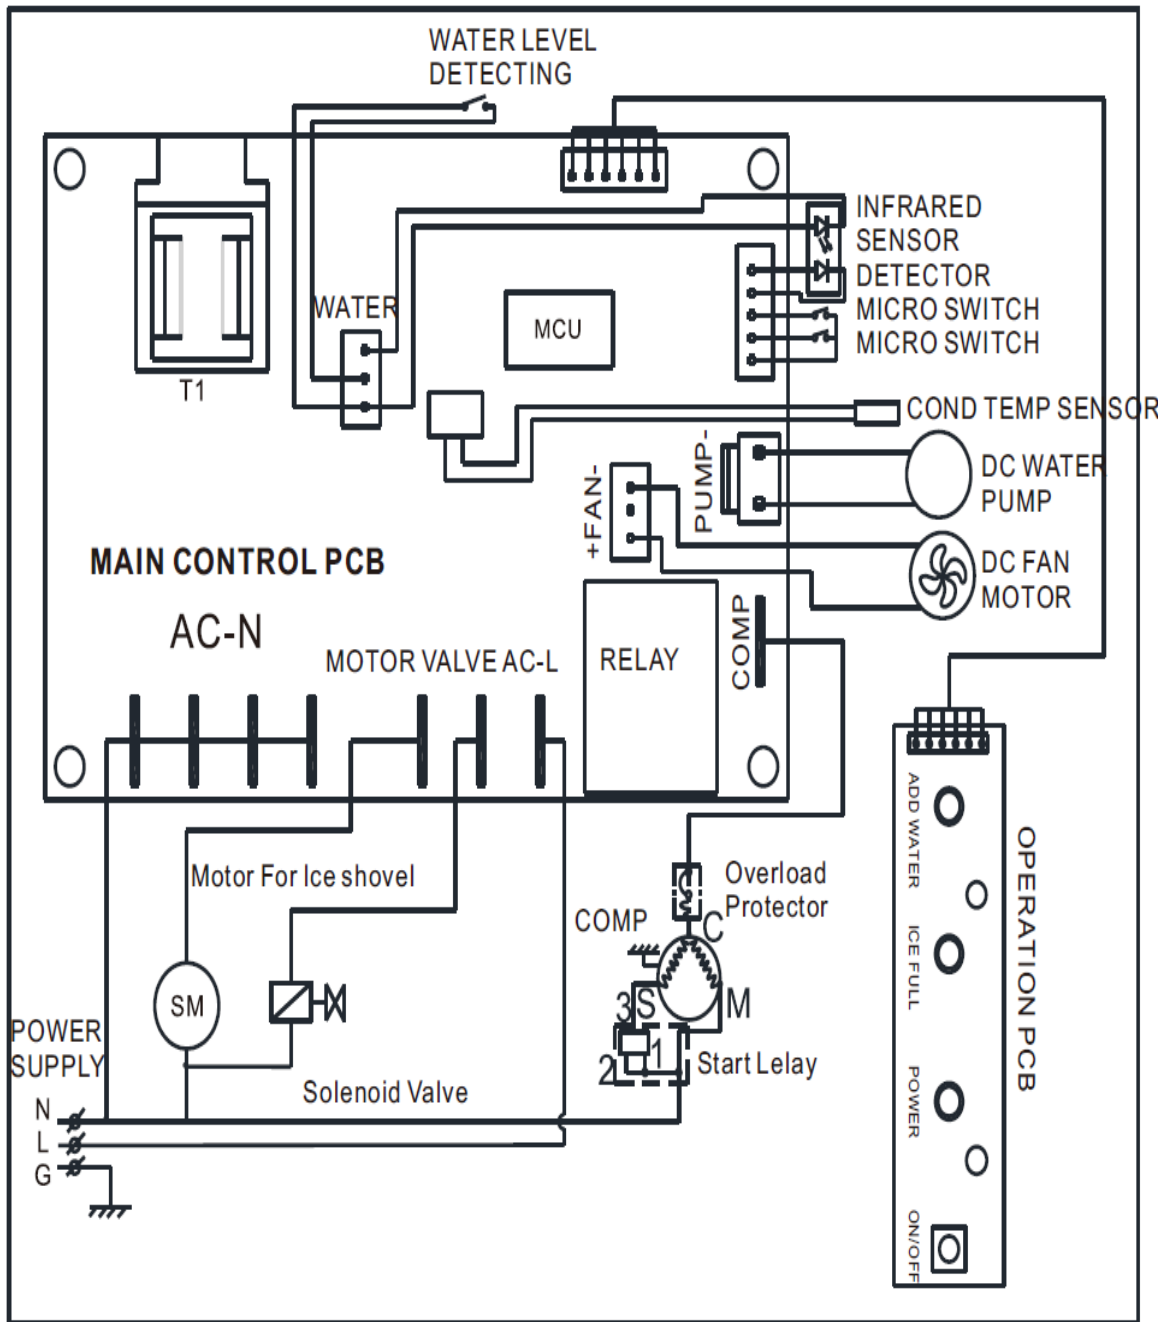 WATER LEVEL
DETECTING
INFRARED
SENSOR
DETECTOR
MICRO SWITCH
MICRO SWITCH
WATER
MCU
T1
COND TEMP SENSOR
PUMP-
DC WATER
PUMP
+FAN-
DC FAN
MOTOR
MAIN CONTROL PCB
AC-N
MOTOR VALVE AC-L
RELAY
COMP
Motor For Ice shovel
Overload
Protector
COMP
C
SM
3 S
M
2
1
Start Lelay
POWER
SUPPLY
Solenoid Valve
N
L
G
ADD WATER
ICE FULL
POWER
ON/OFF
OPERATION PCB